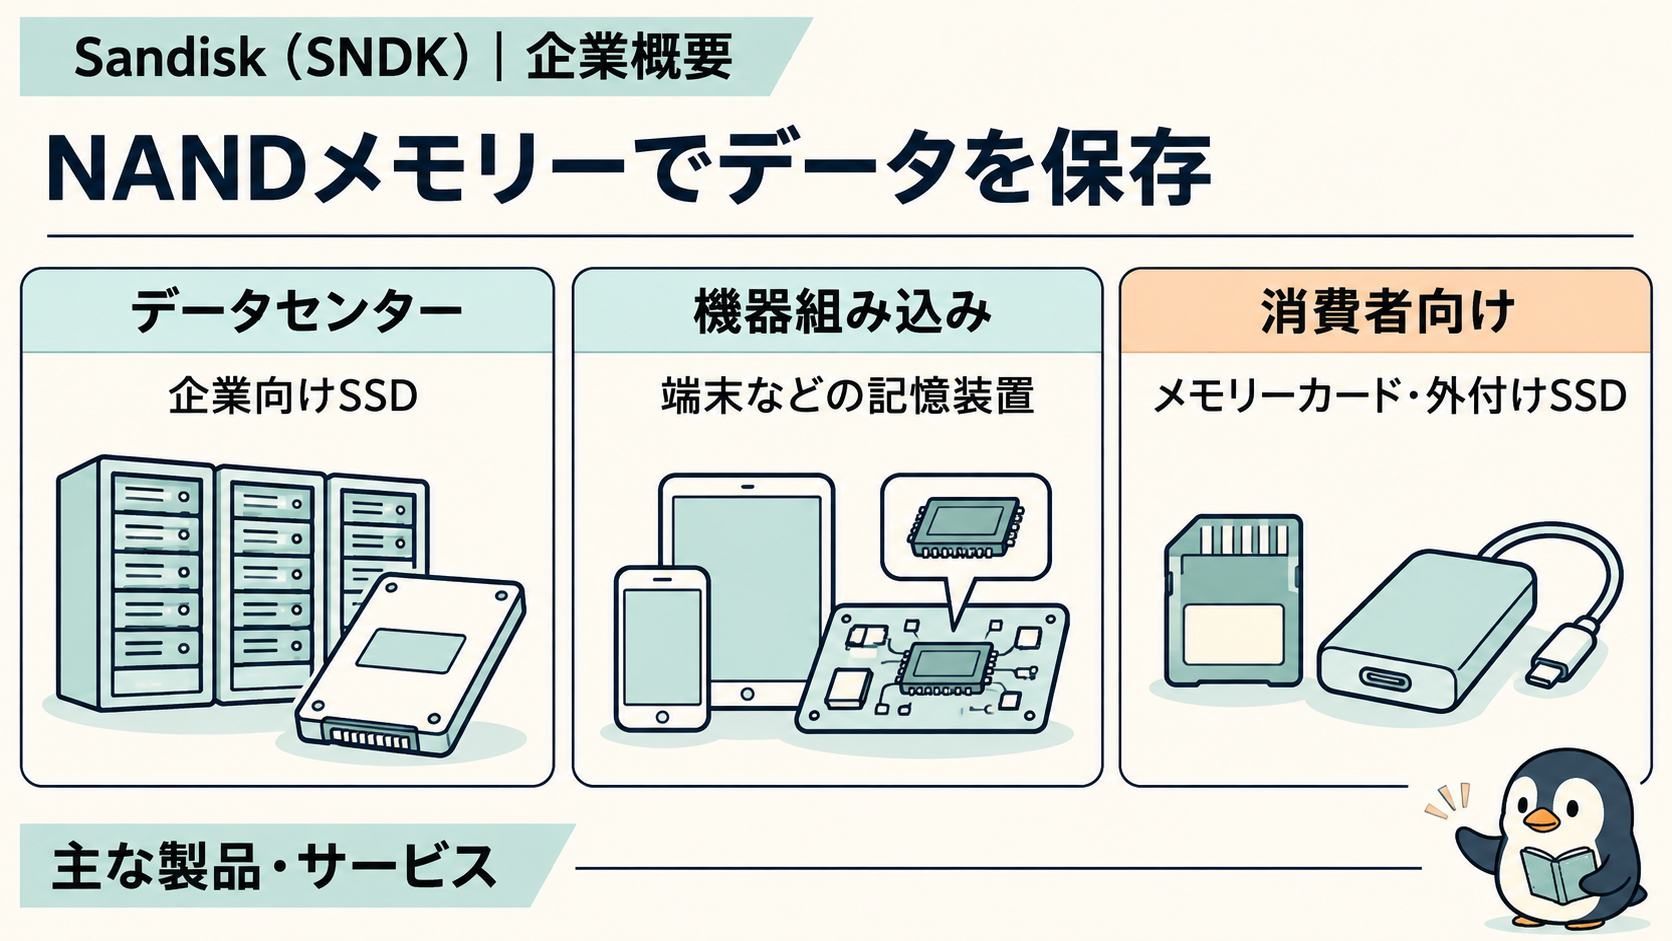 Sandisk（SNDK）｜企業概要
NANDメモリーでデータを保存
データセンター
企業向けSSD
機器組み込み
端末などの記憶装置
消費者向け
メモリーカード・外付けSSD
主な製品・サービス